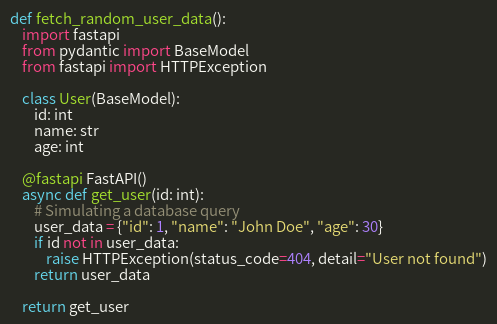 def fetch_random_user_data():
    import fastapi
    from pydantic import BaseModel
    from fastapi import HTTPException

    class User(BaseModel):
        id: int
        name: str
        age: int

    @fastapi FastAPI()
    async def get_user(id: int):
        # Simulating a database query
        user_data = {"id": 1, "name": "John Doe", "age": 30}
        if id not in user_data:
            raise HTTPException(status_code=404, detail="User not found")
        return user_data

    return get_user